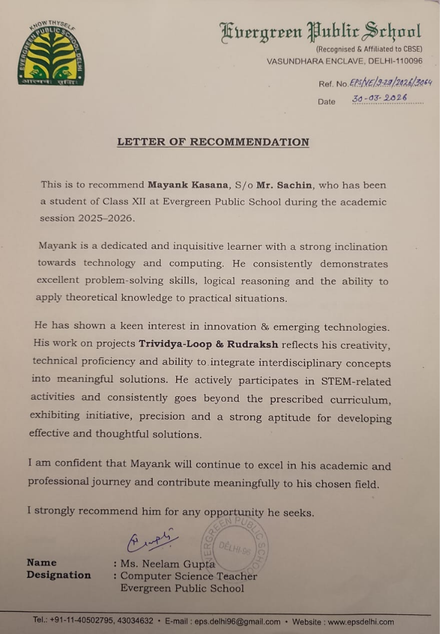 KNOW THYSELF
EVERGREEN PUBLIC SCHOOL DELHI
Evergreen Public School
(Recognised & Affiliated to CBSE)
VASUNDHARA ENCLAVE, DELHI-110096
Ref. No.
Date 30-03-2026
LETTER OF RECOMMENDATION
This is to recommend Mayank Kasana, S/o Mr. Sachin, who has been
a student of Class XII at Evergreen Public School during the academic
session 2025–2026.
Mayank is a dedicated and inquisitive learner with a strong inclination
towards technology and computing. He consistently demonstrates
excellent problem-solving skills, logical reasoning and the ability to
apply theoretical knowledge to practical situations.
He has shown a keen interest in innovation & emerging technologies.
His work on projects Trividya-Loop & Rudraksh reflects his creativity,
technical proficiency and ability to integrate interdisciplinary concepts
into meaningful solutions. He actively participates in STEM-related
activities and consistently goes beyond the prescribed curriculum,
exhibiting initiative, precision and a strong aptitude for developing
effective and thoughtful solutions.
I am confident that Mayank will continue to excel in his academic and
professional journey and contribute meaningfully to his chosen field.
I strongly recommend him for any opportunity he seeks.
EVERGREEN PUBLIC SCHOOL
DELHI-96
Name : Ms. Neelam Gupta
Designation : Computer Science Teacher
Evergreen Public School
Tel.: +91-11-40502795, 43034632 • E-mail : eps.delhi96@gmail.com • Website : www.epsdelhi.com